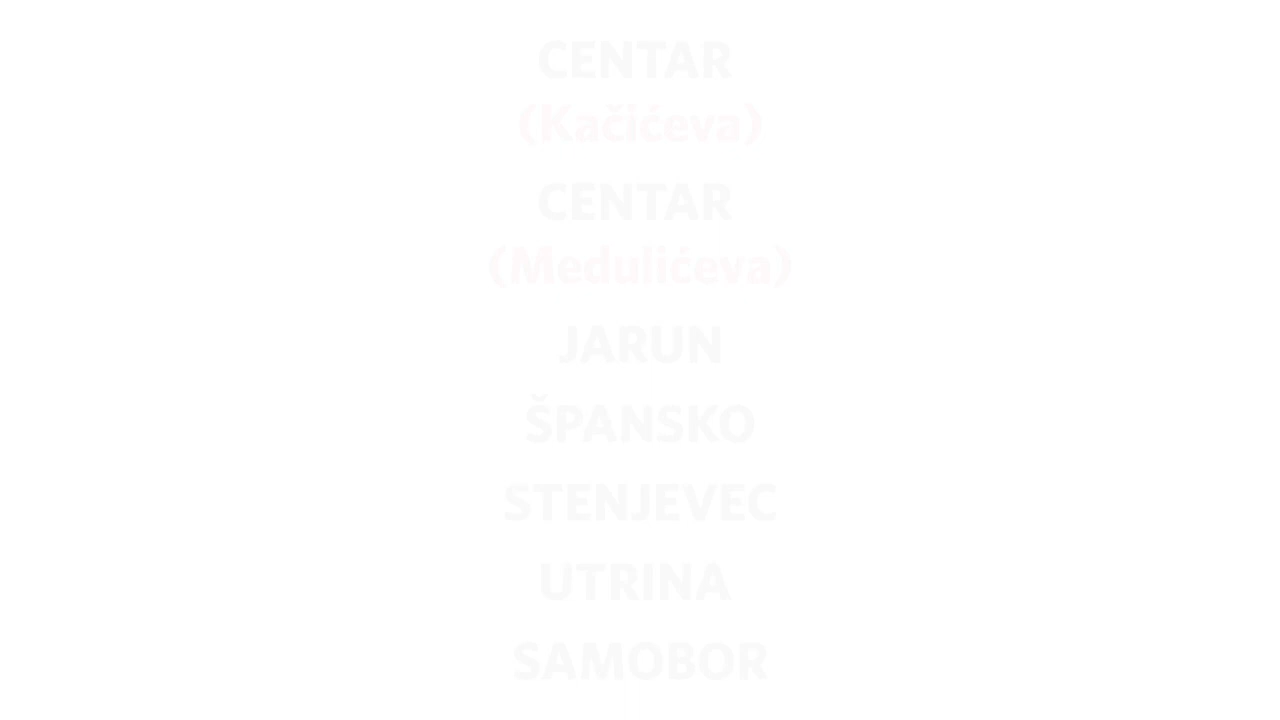 CENTAR
(Kačićeva)
CENTAR
(Medulićeva)
JARUN
ŠPANSKO
STENJEVEC
UTRINA
SAMOBOR